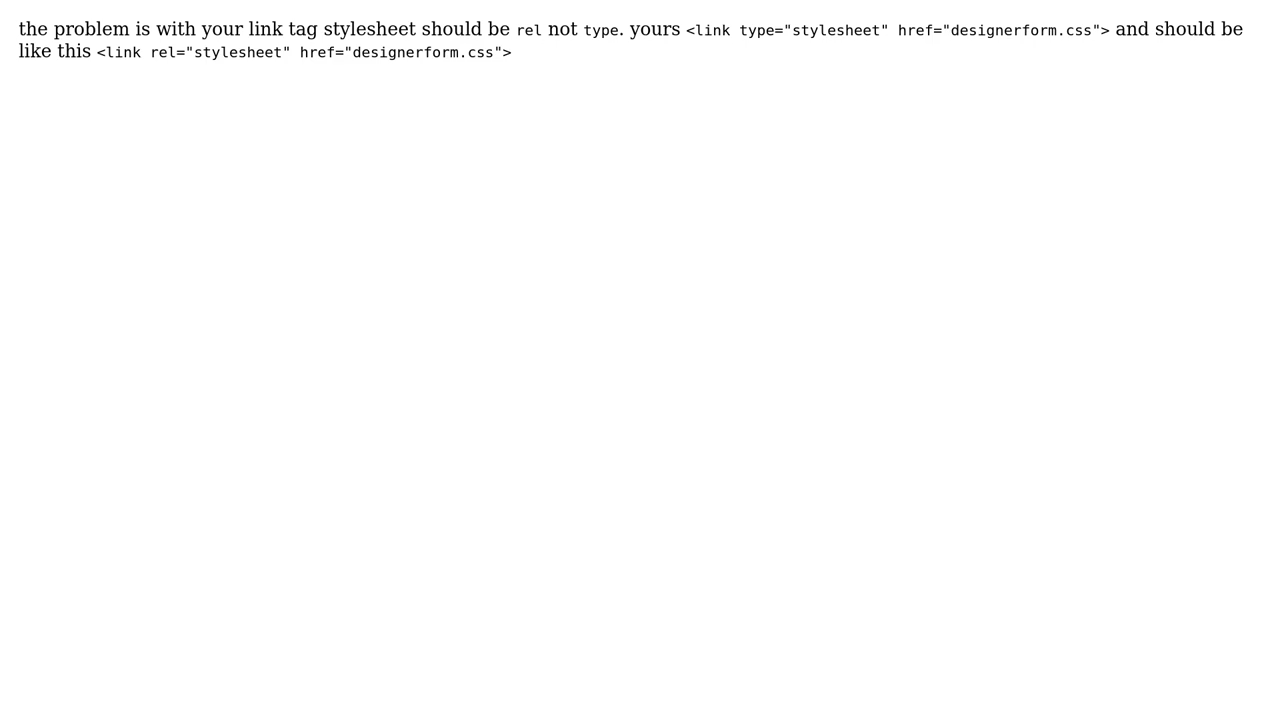 the problem is with your link tag stylesheet should be rel not type. yours <link type="stylesheet" href="designerform.css"> and should be
like this <link rel="stylesheet" href="designerform.css">